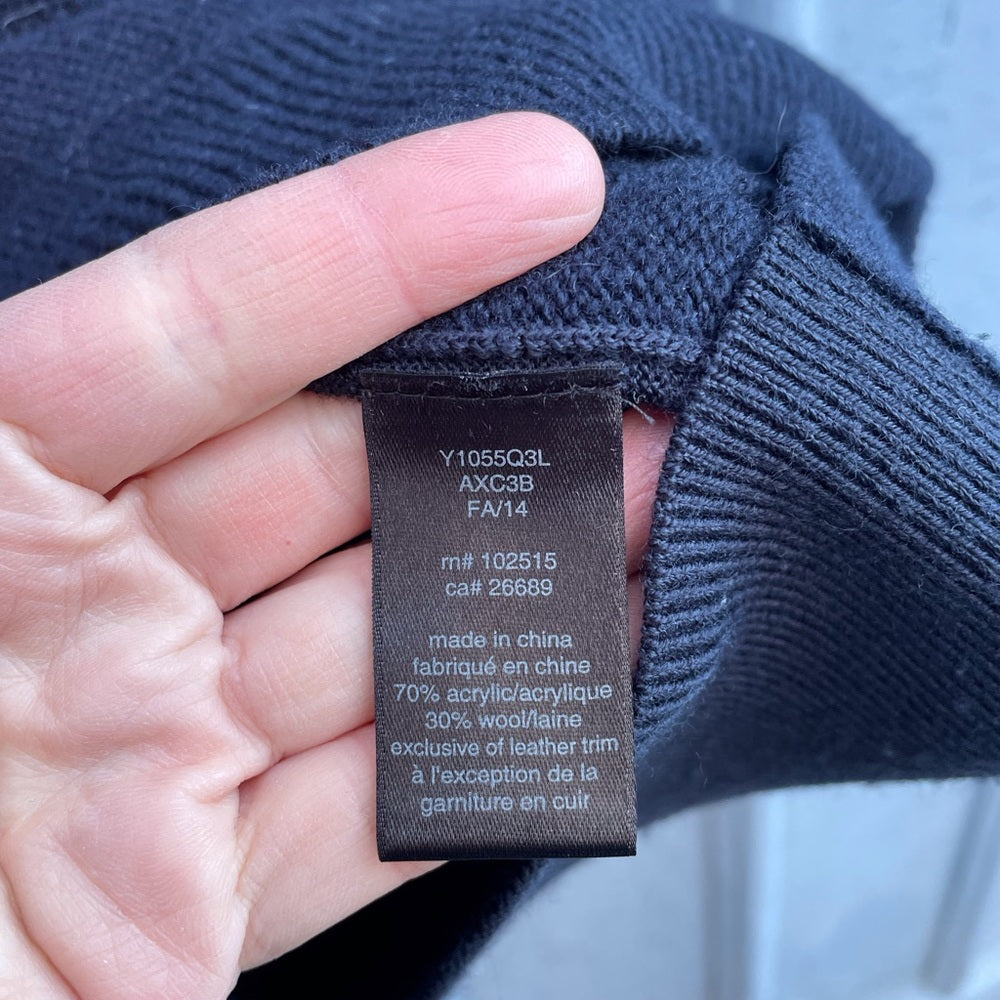 Y1055Q3L
AXC3B
FA/14
rn# 102515
ca# 26689
made in china
fabriqué en chine
70% acrylic/acrylique
30% wool/laine
exclusive of leather trim
à l'exception de la
garniture en cuir